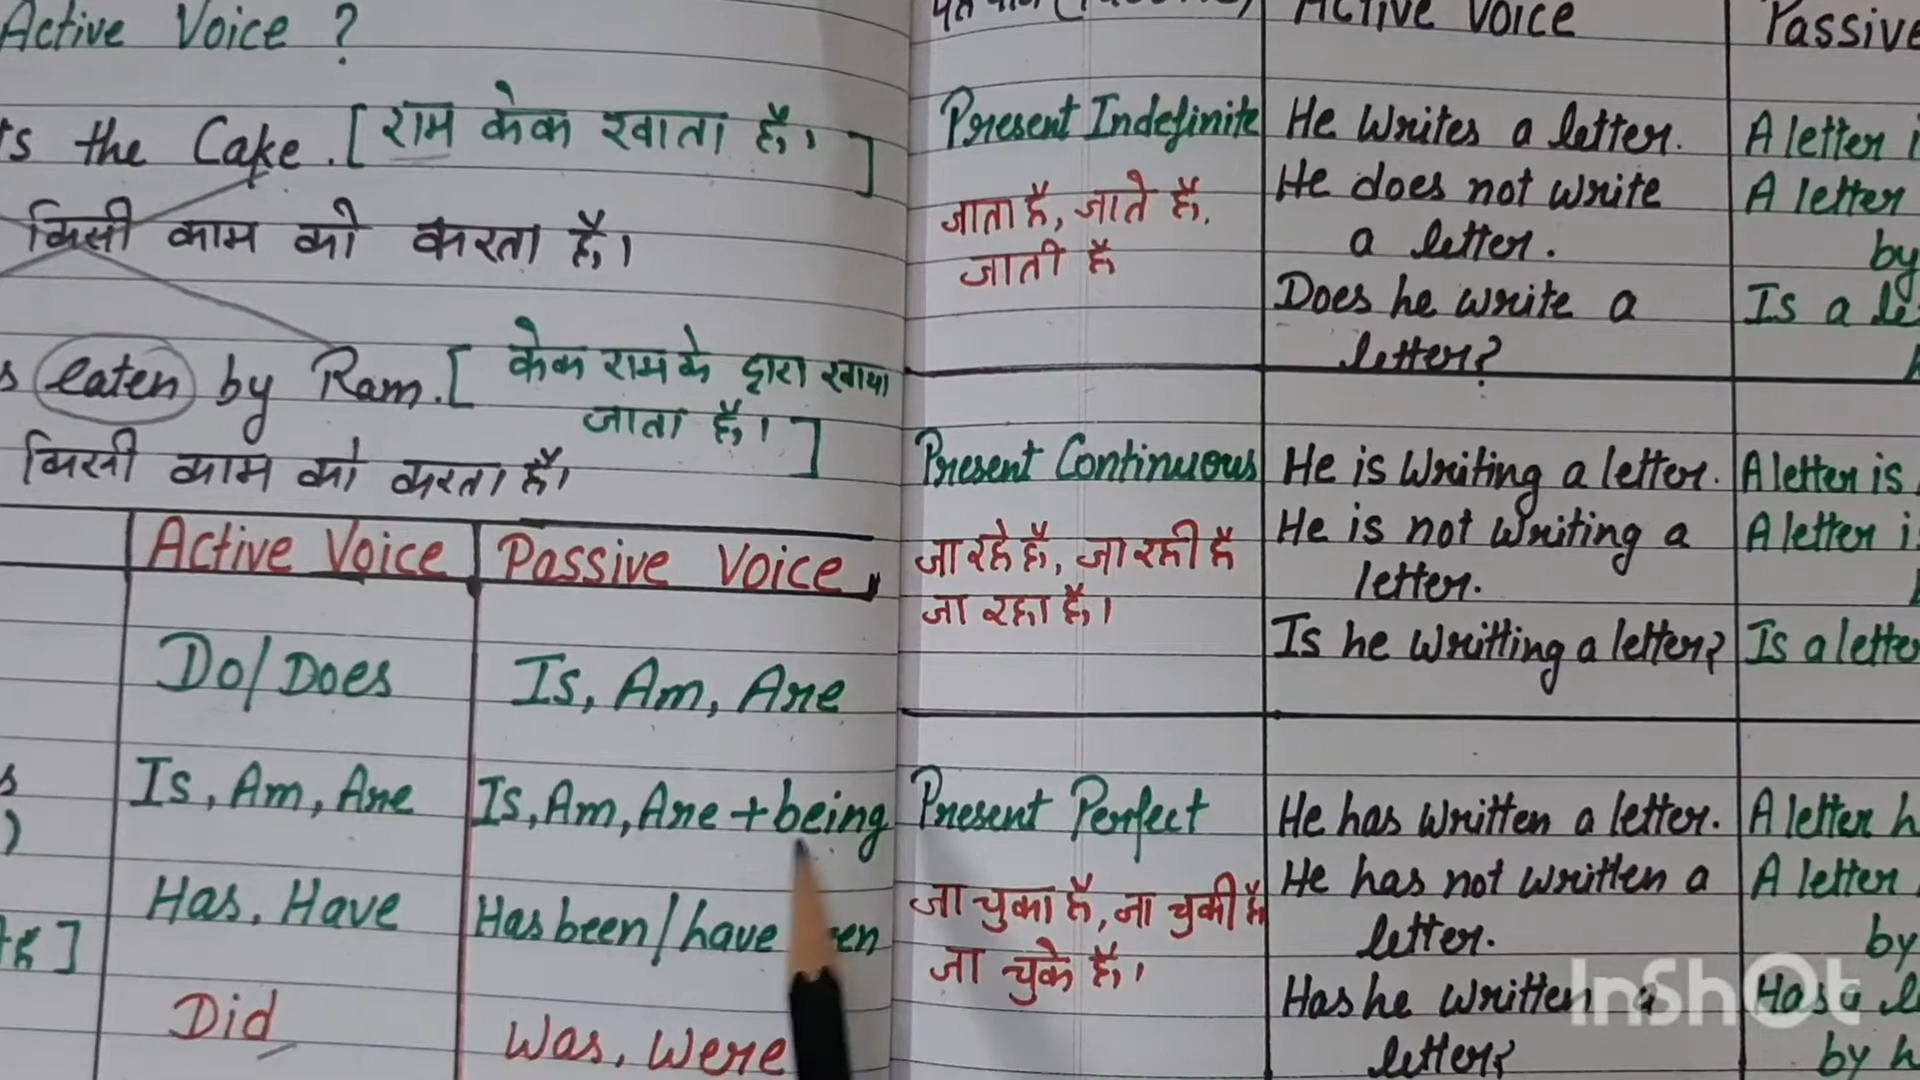 Active Voice ?
the Cake. [ राम केक खाता है। ]
किसी काम को करता है।
eaten by Ram. [ केक राम के द्वारा खाया
जाता है। ]
किसी काम को करता है।
Active Voice Passive Voice
Do/Does Is, Am, Are
Is, Am, Are Is, Am, Are + being
Has, Have Has been/have
Did Was, Were
Active Voice Passive
Present Indefinite He writes a letter. A letter
जाता है, जाते हैं, He does not write A letter
जाती है a letter. by
Does he write a Is a
letter?
Present Continuous He is writing a letter. A letter is
जा रहे है, जा रही है He is not writing a A letter
जा रहा है। letter.
Is he writting a letter? Is a
Present Perfect He has written a letter. A letter
जा चुका है, जा चुकी है He has not written a A letter
जा चुके है। letter. by
Has he written a Has a
letter? by
InShOt